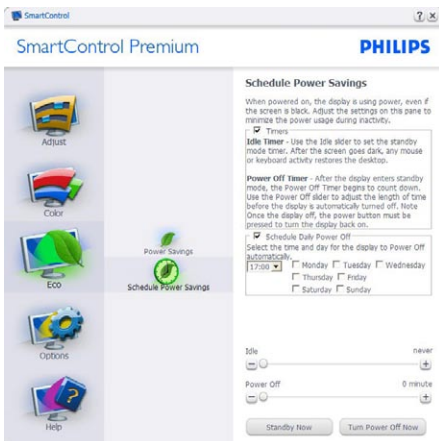 SmartControl
SmartControl Premium
PHILIPS
Adjust
Color
Eco
Options
Help
Power Savings
Schedule Power Savings
Schedule Power Savings
When powered on, the display is using power, even if
the screen is black. Adjust the settings on this pane to
minimize the power usage during inactivity.
Timers
Idle Timer - Use the Idle slider to set the standby
mode timer. After the screen goes dark, any mouse
or keyboard activity restores the desktop.
Power Off Timer - After the display enters standby
mode, the Power Off Timer begins to count down.
Use the Power Off slider to adjust the length of time
before the display is automatically turned off. Note
Once the display off, the power button must be
pressed to turn the display back on.
Schedule Daily Power Off
Select the time and day for the display to Power Off
automatically.
17:00 Monday Tuesday Wednesday
Thursday Friday
Saturday Sunday
Idle never
Power Off 0 minute
Standby Now Turn Power Off Now